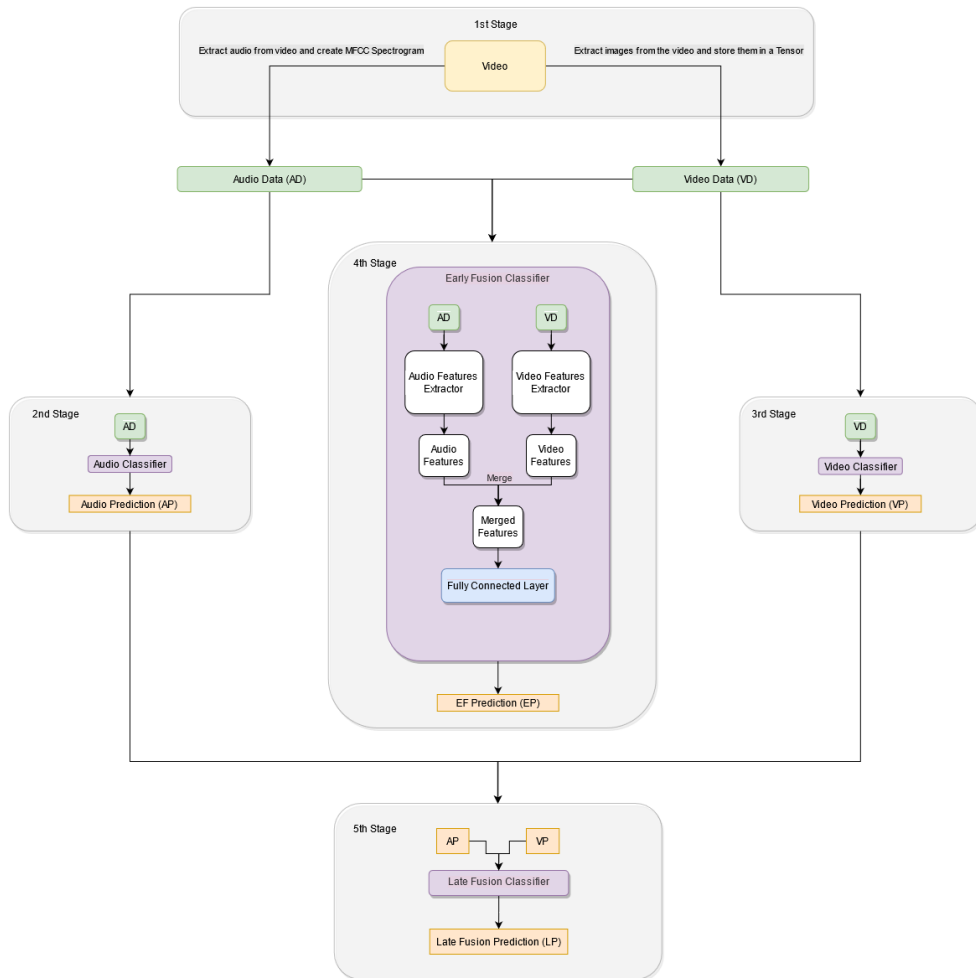 1st Stage
Extract audio from video and create MFCC Spectrogram
Extract images from the video and store them in a Tensor
Video
Audio Data (AD)
Video Data (VD)
4th Stage
Early Fusion Classifier
AD
VD
Audio Features
Extractor
Video Features
Extractor
Audio
Features
Video
Features
Merge
Merged
Features
Fully Connected Layer
EF Prediction (EP)
2nd Stage
AD
Audio Classifier
Audio Prediction (AP)
3rd Stage
VD
Video Classifier
Video Prediction (VP)
5th Stage
AP
VP
Late Fusion Classifier
Late Fusion Prediction (LP)